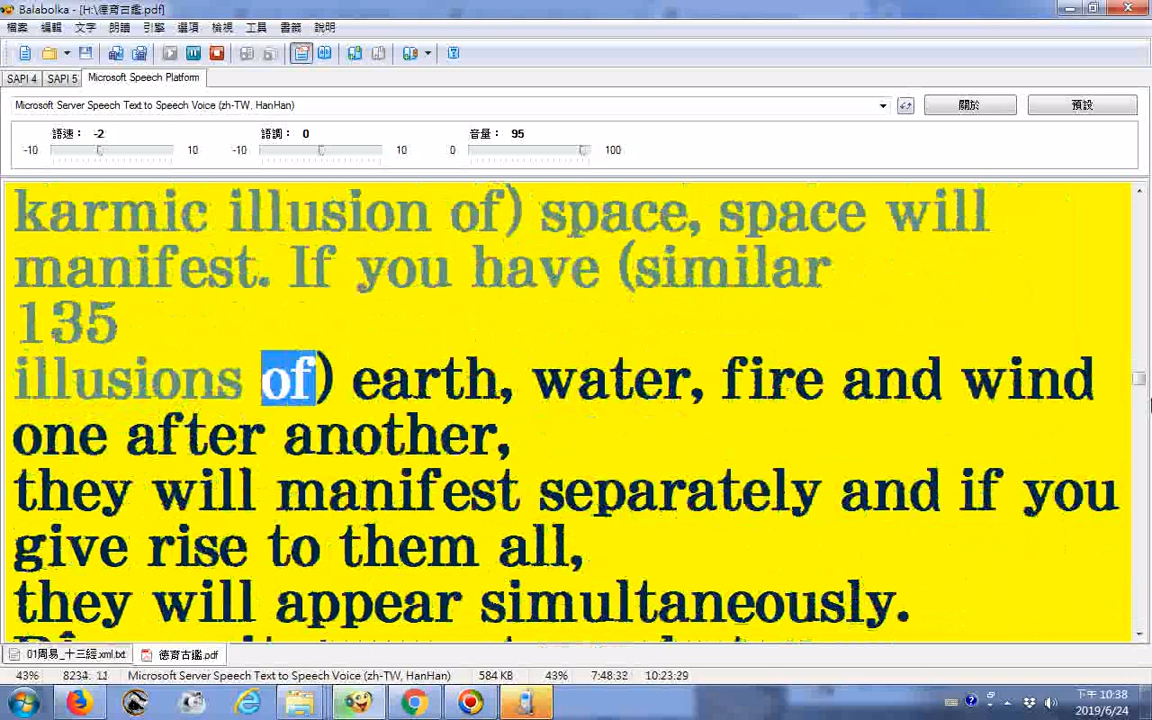 Balabolka - [H:\德育古鑑.pdf]
檔案 編輯 文字 朗讀 引擎 選項 檢視 工具 書籤 說明
SAPI 4 SAPI 5 Microsoft Speech Platform
Microsoft Server Speech Text to Speech Voice (zh-TW, HanHan) 關於 預設
語速： -2 語調： 0 音量： 95
-10 10 -10 10 0 100
karmic illusion of) space, space will
manifest. If you have (similar
135
illusions of) earth, water, fire and wind
one after another,
they will manifest separately and if you
give rise to them all,
they will appear simultaneously.
01周易_十三經.xml.txt 德育古鑑.pdf
43% 8234: 11 Microsoft Server Speech Text to Speech Voice (zh-TW, HanHan) 584 KB 43% 7:48:32 10:23:29
下午 10:38
2019/6/24